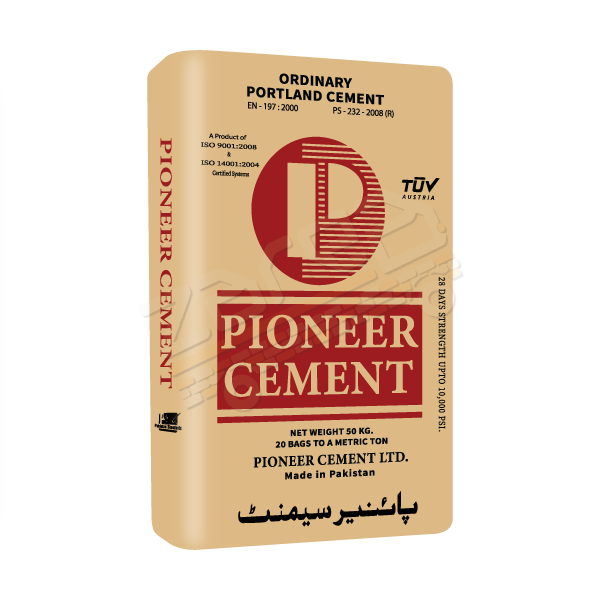 ORDINARY
PORTLAND CEMENT
EN - 197 : 2000 PS - 232 - 2008 (R)
A Product of
ISO 9001:2008
&
ISO 14001:2004
Certified Systems
TÜV
AUSTRIA
PIONEER CEMENT
28 DAYS STRENGTH UPTO 10,000 PSI.
PIONEER
CEMENT
NET WEIGHT 50 KG.
20 BAGS TO A METRIC TON
PIONEER CEMENT LTD.
Made in Pakistan
پائنیر سیمنٹ